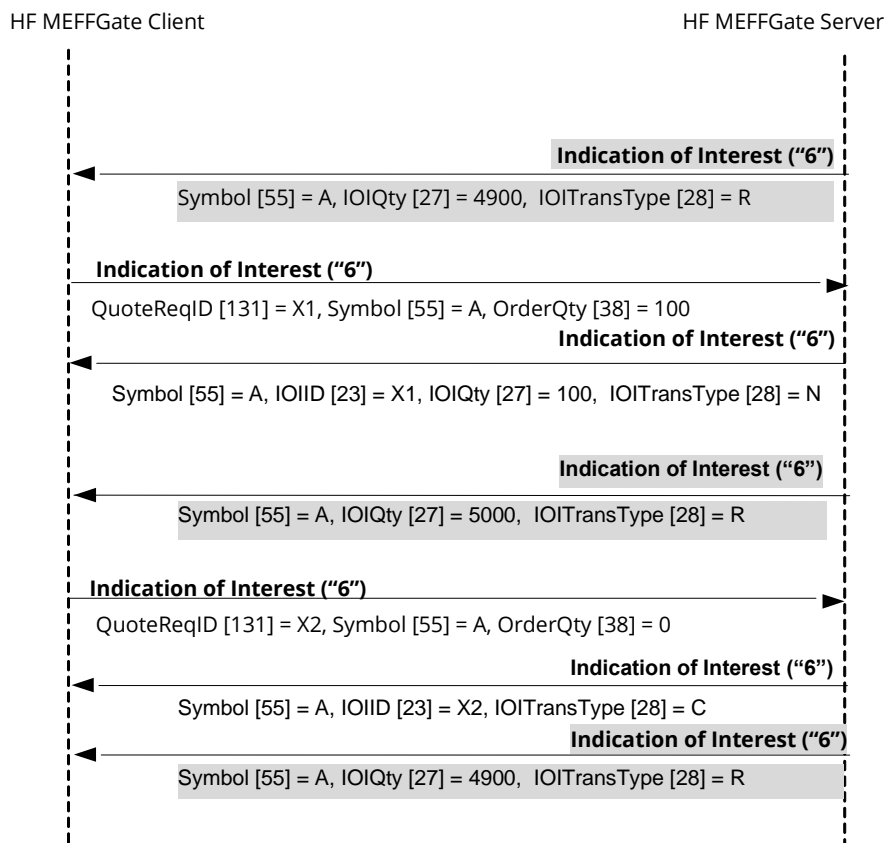 HF MEFFGate Client
HF MEFFGate Server
Indication of Interest (“6”)
Symbol [55] = A, IOIQty [27] = 4900, IOITransType [28] = R
Indication of Interest (“6”)
QuoteReqID [131] = X1, Symbol [55] = A, OrderQty [38] = 100
Indication of Interest (“6”)
Symbol [55] = A, IOIID [23] = X1, IOIQty [27] = 100, IOITransType [28] = N
Indication of Interest (“6”)
Symbol [55] = A, IOIQty [27] = 5000, IOITransType [28] = R
Indication of Interest (“6”)
QuoteReqID [131] = X2, Symbol [55] = A, OrderQty [38] = 0
Indication of Interest (“6”)
Symbol [55] = A, IOIID [23] = X2, IOITransType [28] = C
Indication of Interest (“6”)
Symbol [55] = A, IOIQty [27] = 4900, IOITransType [28] = R